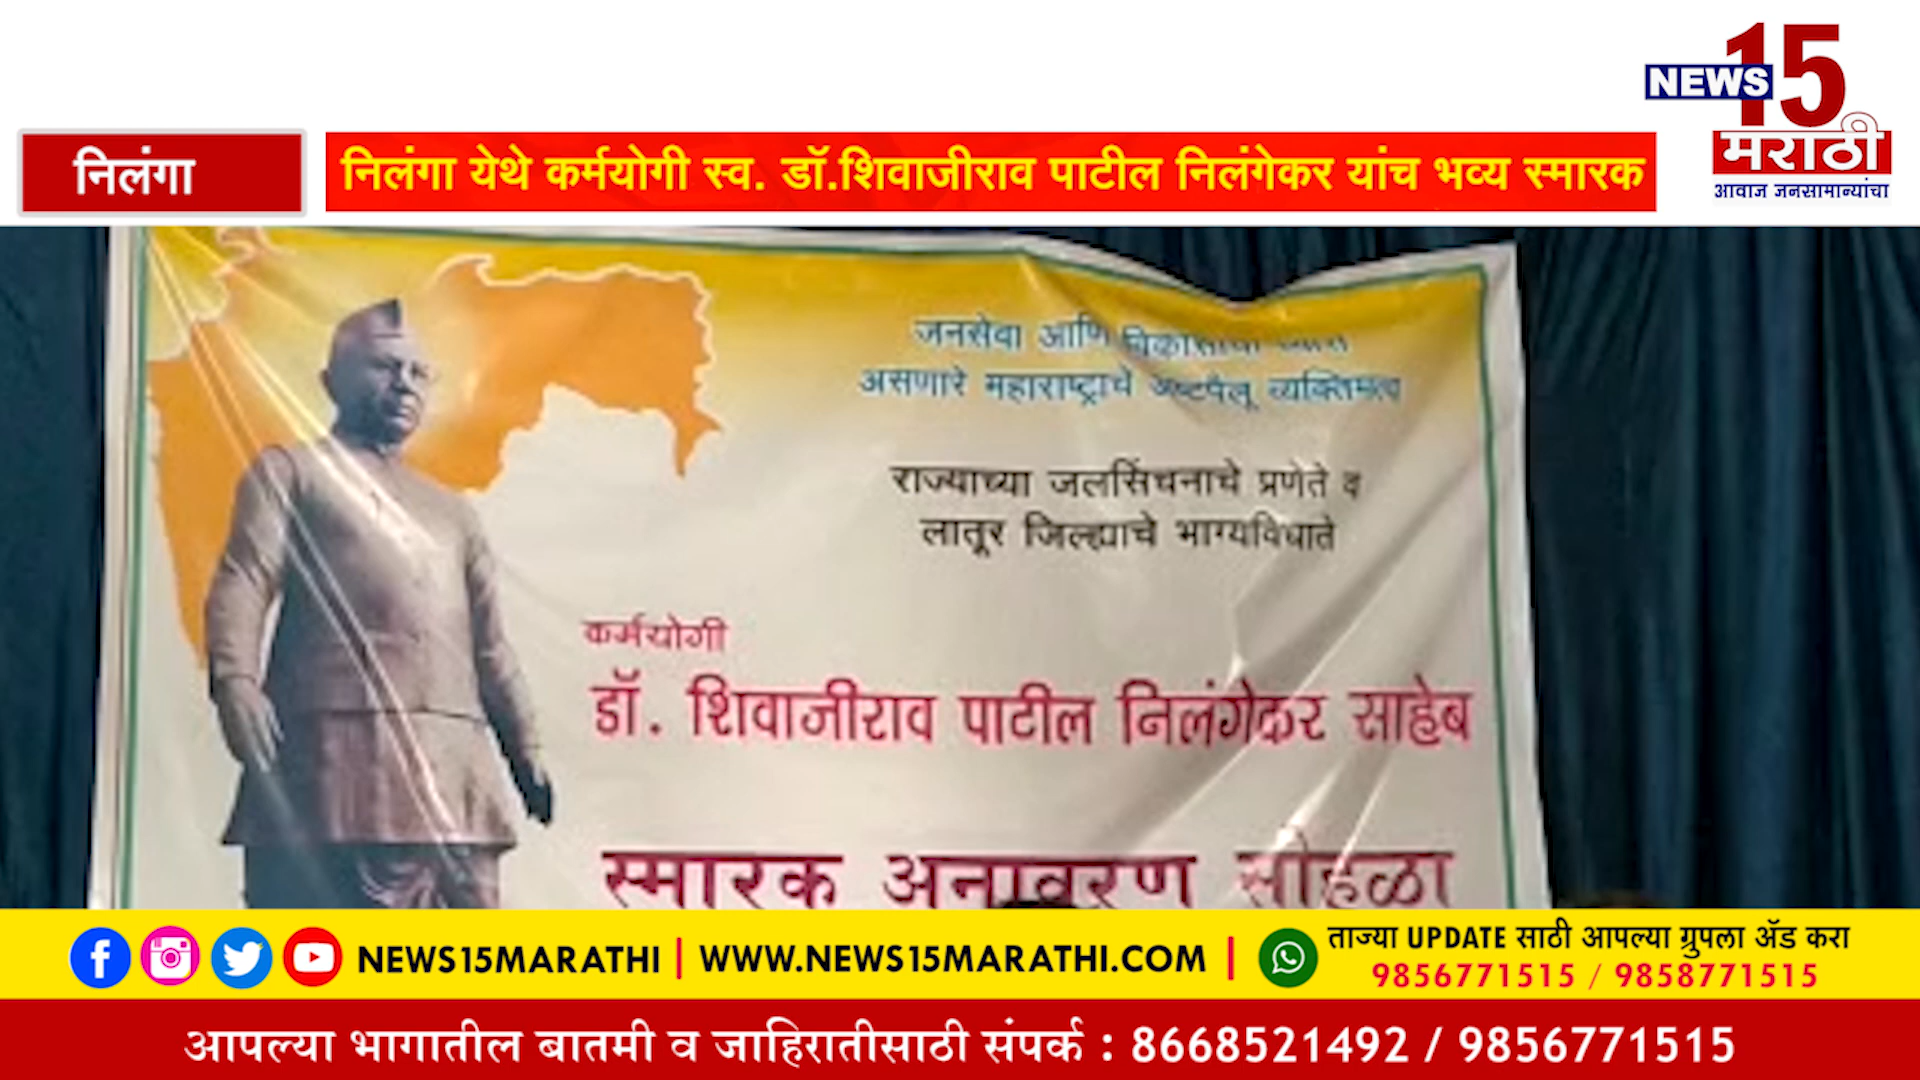 NEWS 15
मराठी
आवाज जनसामान्यांचा
निलंगा
निलंगा येथे कर्मयोगी स्व. डॉ.शिवाजीराव पाटील निलंगेकर यांच भव्य स्मारक
जनसेवा आणि
असणारे महाराष्ट्राचे अष्टपैलू व्यक्तिमत्व
राज्याच्या जलसिंचनाचे प्रणेते व
लातूर जिल्ह्याचे भाग्यविधाते
कर्मयोगी
डॉ. शिवाजीराव पाटील निलंगेकर साहेब
स्मारक अनावरण सोहळा
NEWS15MARATHI | WWW.NEWS15MARATHI.COM |
ताज्या UPDATE साठी आपल्या ग्रुपला ॲड करा
9856771515 / 9858771515
आपल्या भागातील बातमी व जाहिरातीसाठी संपर्क : 8668521492 / 9856771515